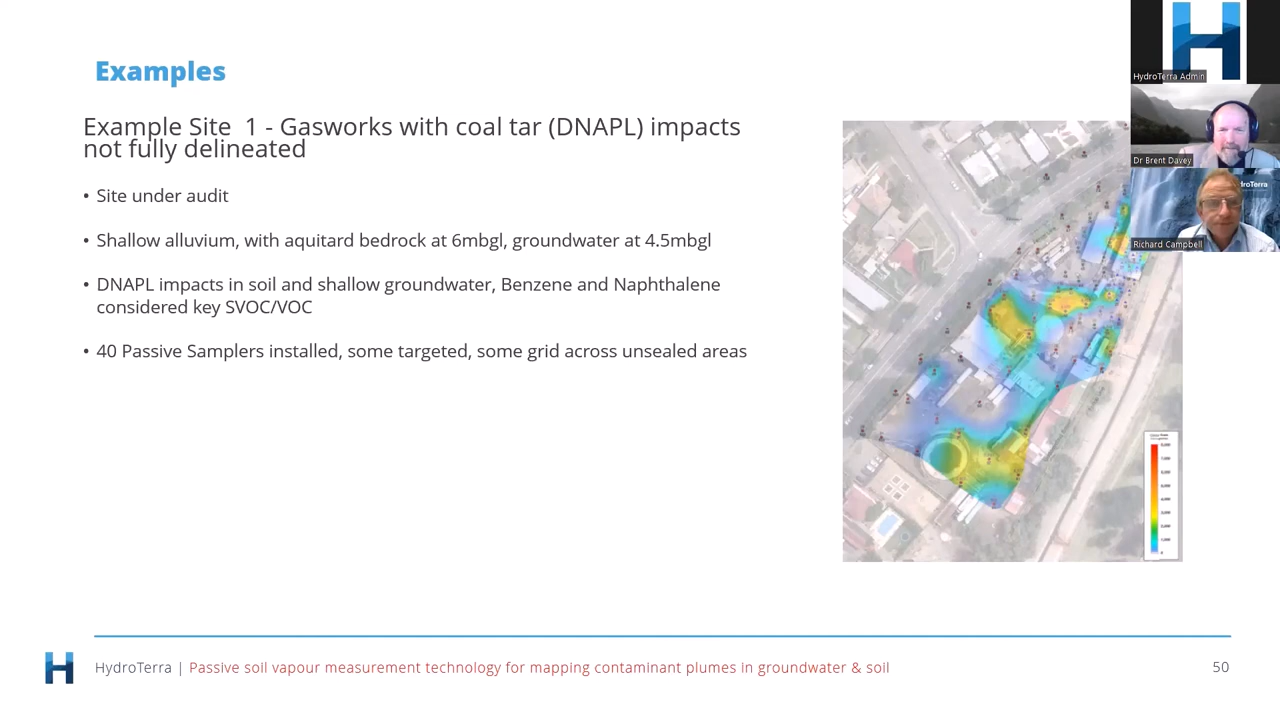 Examples
Example Site 1 - Gasworks with coal tar (DNAPL) impacts
not fully delineated
• Site under audit
• Shallow alluvium, with aquitard bedrock at 6mbgl, groundwater at 4.5mbgl
• DNAPL impacts in soil and shallow groundwater, Benzene and Naphthalene
considered key SVOC/VOC
• 40 Passive Samplers installed, some targeted, some grid across unsealed areas
HydroTerra Admin
Dr Brent Davey
droTerra
Richard Campbell
HydroTerra | Passive soil vapour measurement technology for mapping contaminant plumes in groundwater & soil
50